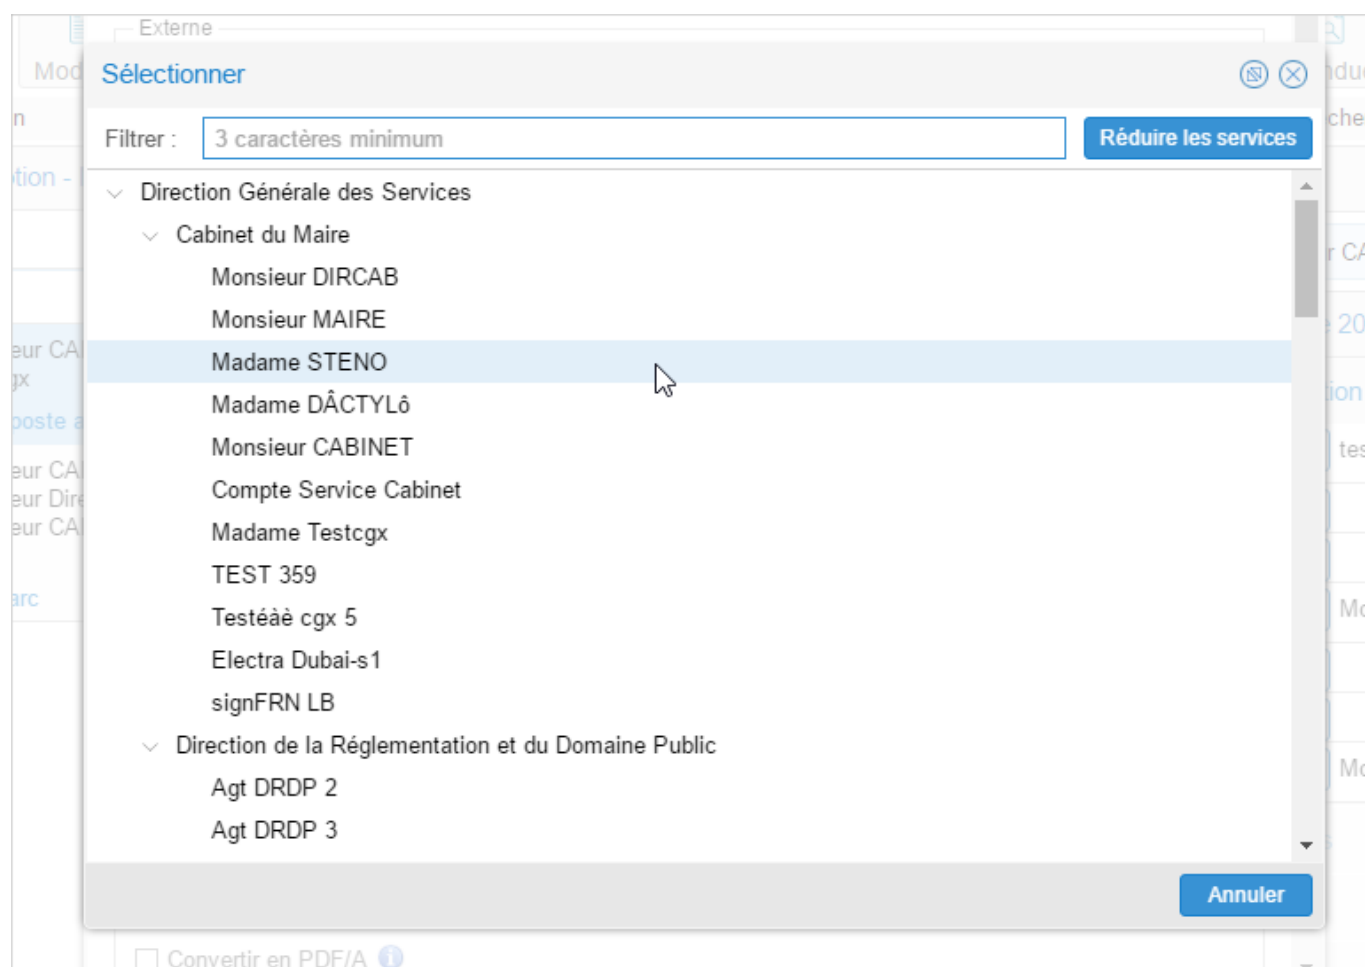 Externe
Sélectionner
Filtrer : 3 caractères minimum Réduire les services
Direction Générale des Services
Cabinet du Maire
Monsieur DIRCAB
Monsieur MAIRE
Madame STENO
Madame DÂCTYLô
Monsieur CABINET
Compte Service Cabinet
Madame Testcgx
TEST 359
Testéàè cgx 5
Electra Dubai-s1
signFRN LB
Direction de la Réglementation et du Domaine Public
Agt DRDP 2
Agt DRDP 3
Annuler
Convertir en PDF/A